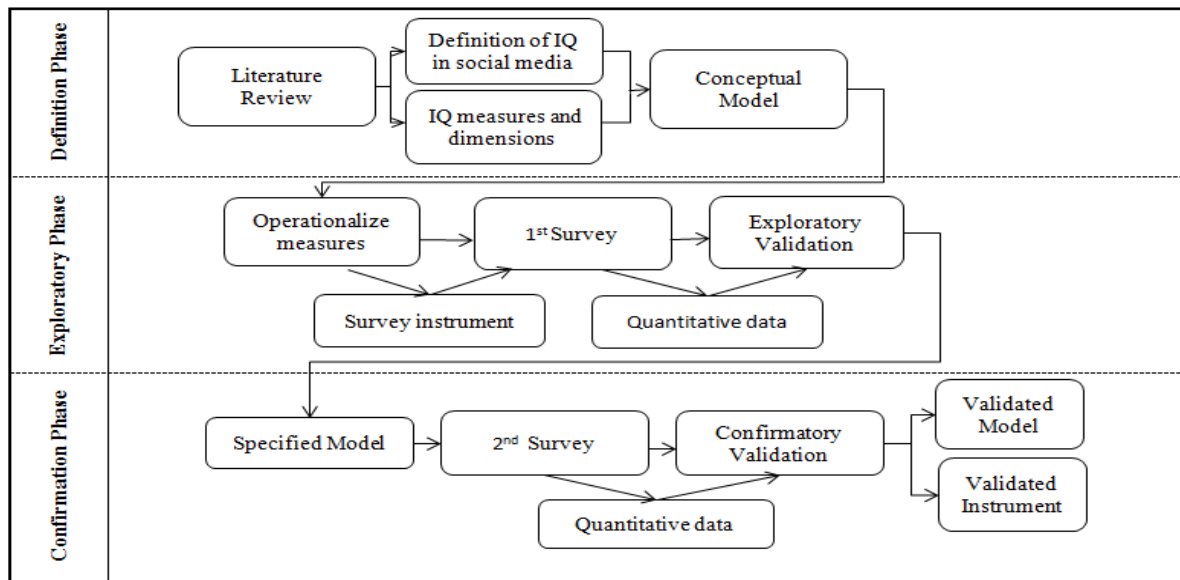 Definition Phase
Literature
Review
Definition of IQ
in social media
IQ measures and
dimensions
Conceptual
Model
Exploratory Phase
Operationalize
measures
1st Survey
Exploratory
Validation
Survey instrument
Quantitative data
Confirmation Phase
Specified Model
2nd Survey
Confirmatory
Validation
Quantitative data
Validated
Model
Validated
Instrument